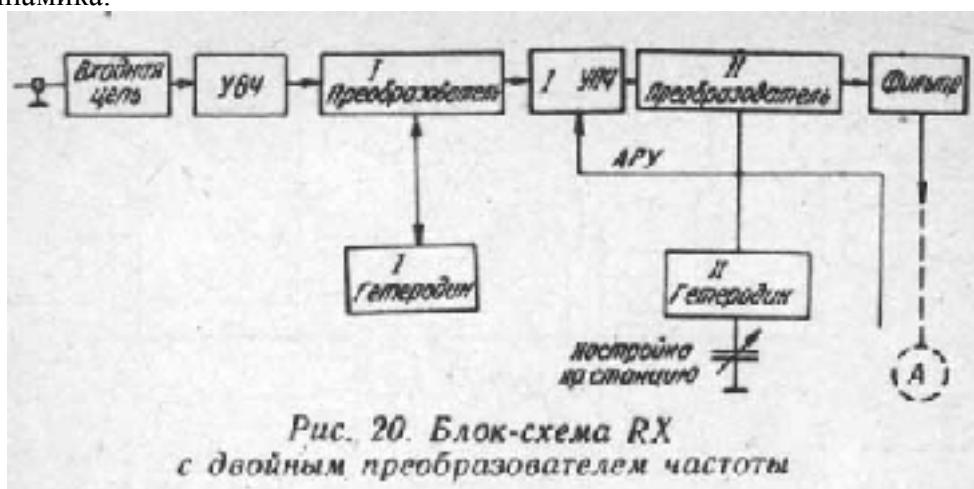 Входная
цепь
УВЧ
I
Преобразователь
I УПЧ
II
Преобразователь
Фильтр
АРУ
I
Гетеродин
II
Гетеродин
Настройка
на станцию
А
Рис. 20. Блок-схема RX
с двойным преобразователем частоты